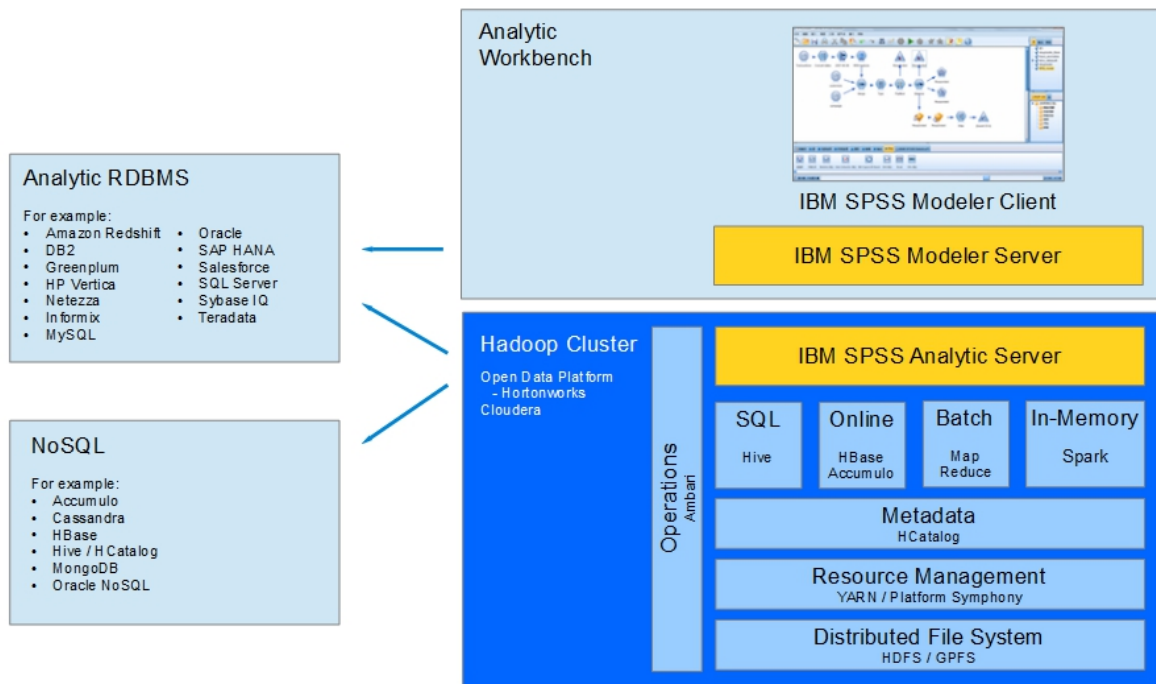 Analytic
Workbench
IBM SPSS Modeler Client
IBM SPSS Modeler Server
Analytic RDBMS
For example:
• Amazon Redshift
• DB2
• Greenplum
• HP Vertica
• Netezza
• Informix
• MySQL
• Oracle
• SAP HANA
• Salesforce
• SQL Server
• Sybase IQ
• Teradata
NoSQL
For example:
• Accumulo
• Cassandra
• HBase
• Hive / HCatalog
• MongoDB
• Oracle NoSQL
Hadoop Cluster
Open Data Platform
- Hortonworks
Cloudera
Operations
Ambari
IBM SPSS Analytic Server
SQL
Hive
Online
HBase
Accumulo
Batch
Map
Reduce
In-Memory
Spark
Metadata
HCatalog
Resource Management
YARN / Platform Symphony
Distributed File System
HDFS / GPFS